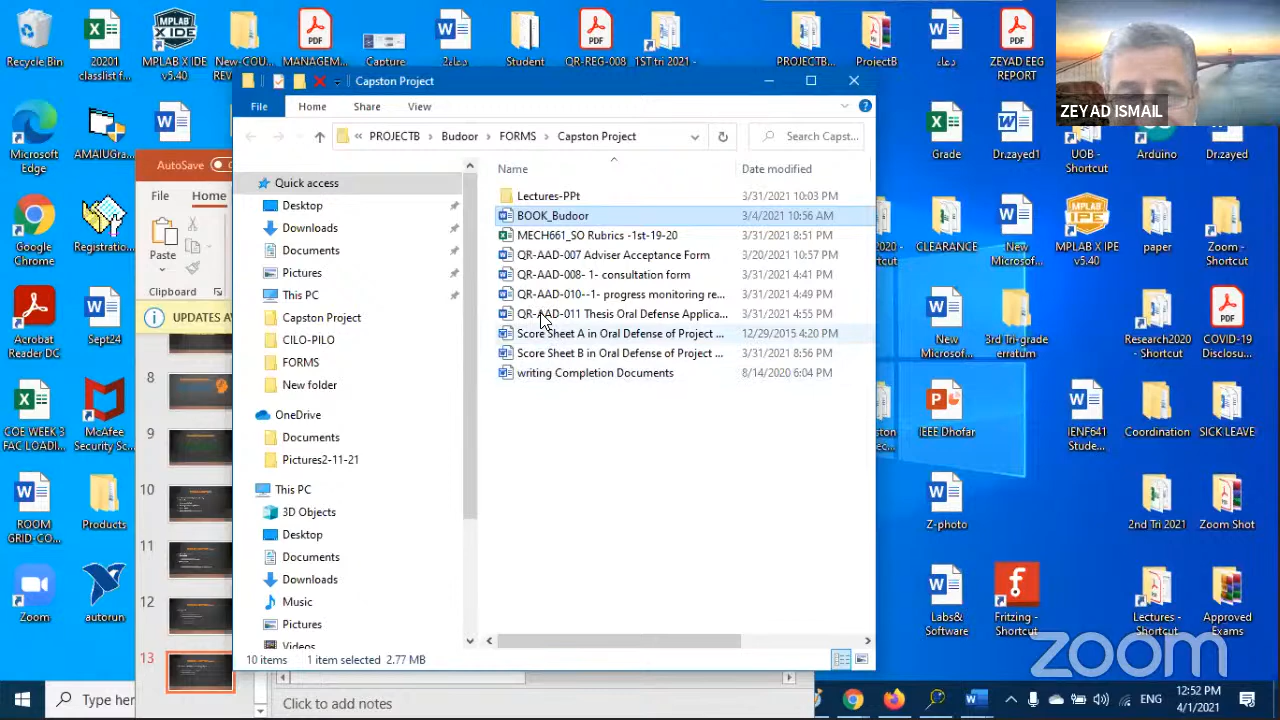 Recycle Bin
20201
classlist f...
MPLAB X IDE
v5.40
New-COU...
REV
MANAGEM...
Capture
دعاء2
Student
QR-REG-008
1ST tri 2021 -
PROJECTB...
ProjectB
دعاء
ZEYAD EEG
REPORT
ZEYAD ISMAIL
Capston Project
File
Home
Share
View
PROJECTB
Budoor
FORMS
Capston Project
Search Capst...
Name
Date modified
Quick access
Desktop
Downloads
Documents
Pictures
This PC
Capston Project
CILO-PILO
FORMS
New folder
OneDrive
Documents
Pictures2-11-21
This PC
3D Objects
Desktop
Documents
Downloads
Music
Pictures
Videos
Lectures-PPt 3/31/2021 10:03 PM
BOOK_Budoor 3/4/2021 10:56 AM
MECH661_SO Rubrics -1st-19-20 3/31/2021 8:51 PM
QR-AAD-007 Adviser Acceptance Form 3/20/2021 10:57 PM
QR-AAD-008- 1- consultation form 3/31/2021 4:41 PM
QR-AAD-010--1- progress monitoring re... 3/31/2021 4:49 PM
QR-AAD-011 Thesis Oral Defense Applica... 3/31/2021 4:55 PM
Score Sheet A in Oral Defense of Project ... 12/29/2015 4:20 PM
Score Sheet B in Oral Defense of Project ... 3/31/2021 8:56 PM
writing Completion Documents 8/14/2020 6:04 PM
10 items
1 item selected 2.77 MB
Microsoft
Edge
AMAIUGra...
Google
Chrome
Registration...
Acrobat
Reader DC
Sept24
COE WEEK 3
FAC LOADI...
McAfee
Security Sc...
ROOM
GRID-CO...
Products
Zoom
autorun
AutoSave
File
Home
Paste
Clipboard
UPDATES AV
8
9
10
11
12
13
Click to add notes
Grade
Dr.zayed1
UOB -
Shortcut
Arduino
Dr.zayed
2020 -
CLEARANCE
New
Microsof...
MPLAB X IPE
v5.40
paper
Zoom -
Shortcut
New
Microsof...
3rd Tri-grade
erratum
Research2020
- Shortcut
COVID-19
Disclosu...
IEEE Dhofar
IENF641
Stude...
Coordination
SICK LEAVE
Z-photo
2nd Tri 2021
Zoom Shot
Labs&
Software
Fritzing -
Shortcut
Lectures -
Shortcut
Approved
Exams
zoom
Type her
ENG
12:52 PM
4/1/2021